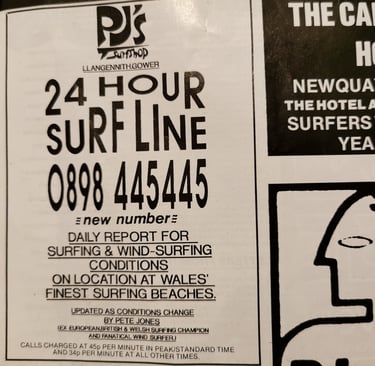 PJ's
SURFSHOP
LLANGENNITH, GOWER
24 HOUR
SURF LINE
0898 445445
new number
DAILY REPORT FOR
SURFING & WIND-SURFING
CONDITIONS
ON LOCATION AT WALES'
FINEST SURFING BEACHES.
UPDATED AS CONDITIONS CHANGE
BY PETE JONES
(EX. EUROPEAN, BRITISH & WELSH SURFING CHAMPION
AND FANATICAL WIND SURFER.)
CALLS CHARGED AT 45p PER MINUTE IN PEAK/STANDARD TIME
AND 34p PER MINUTE AT ALL OTHER TIMES.
THE CA
HO
NEWQUA
THE HOTEL A
SURFERS
YEA